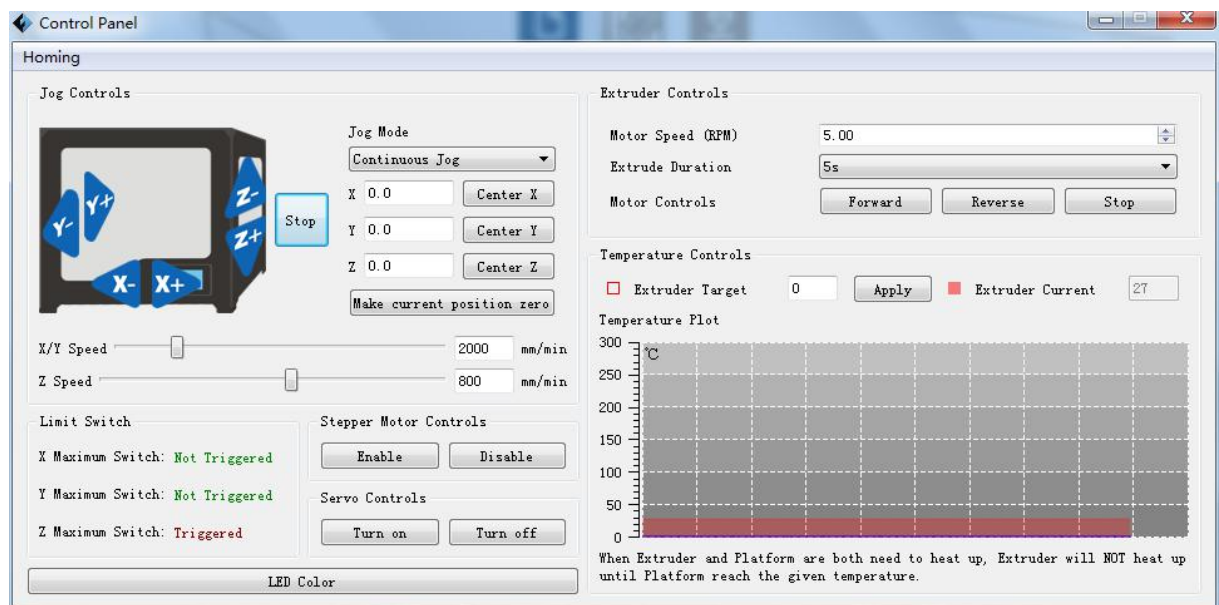 Control Panel
Homing
Jog Controls
Y-
Y+
Z-
Z+
X-
X+
Stop
Jog Mode
Continuous Jog
X 0.0 Center X
Y 0.0 Center Y
Z 0.0 Center Z
Make current position zero
X/Y Speed 2000 mm/min
Z Speed 800 mm/min
Limit Switch
X Maximum Switch: Not Triggered
Y Maximum Switch: Not Triggered
Z Maximum Switch: Triggered
Stepper Motor Controls
Enable Disable
Servo Controls
Turn on Turn off
LED Color
Extruder Controls
Motor Speed (RPM) 5.00
Extrude Duration 5s
Motor Controls Forward Reverse Stop
Temperature Controls
Extruder Target 0 Apply Extruder Current 27
Temperature Plot
°C
300
250
200
150
100
50
0
When Extruder and Platform are both need to heat up, Extruder will NOT heat up
until Platform reach the given temperature.